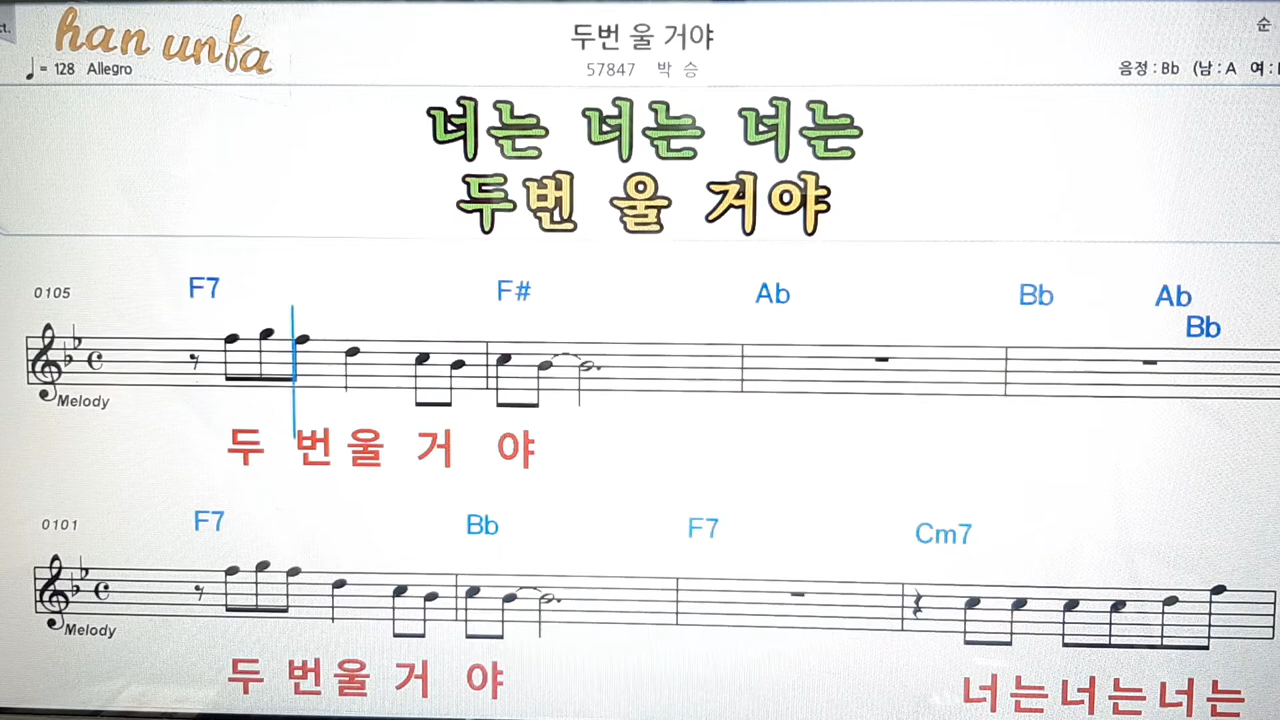 ct.
han unfa
♩= 128 Allegro
두번 울 거야
57847 박 승
순
음정 : Bb (남 : A 여 :
너는 너는 너는
두번 울 거야
0105
F7 F# Ab Bb Ab
Bb
Melody
두 번 울 거 야
0101
F7 Bb F7 Cm7
Melody
두 번 울 거 야 너는너는너는